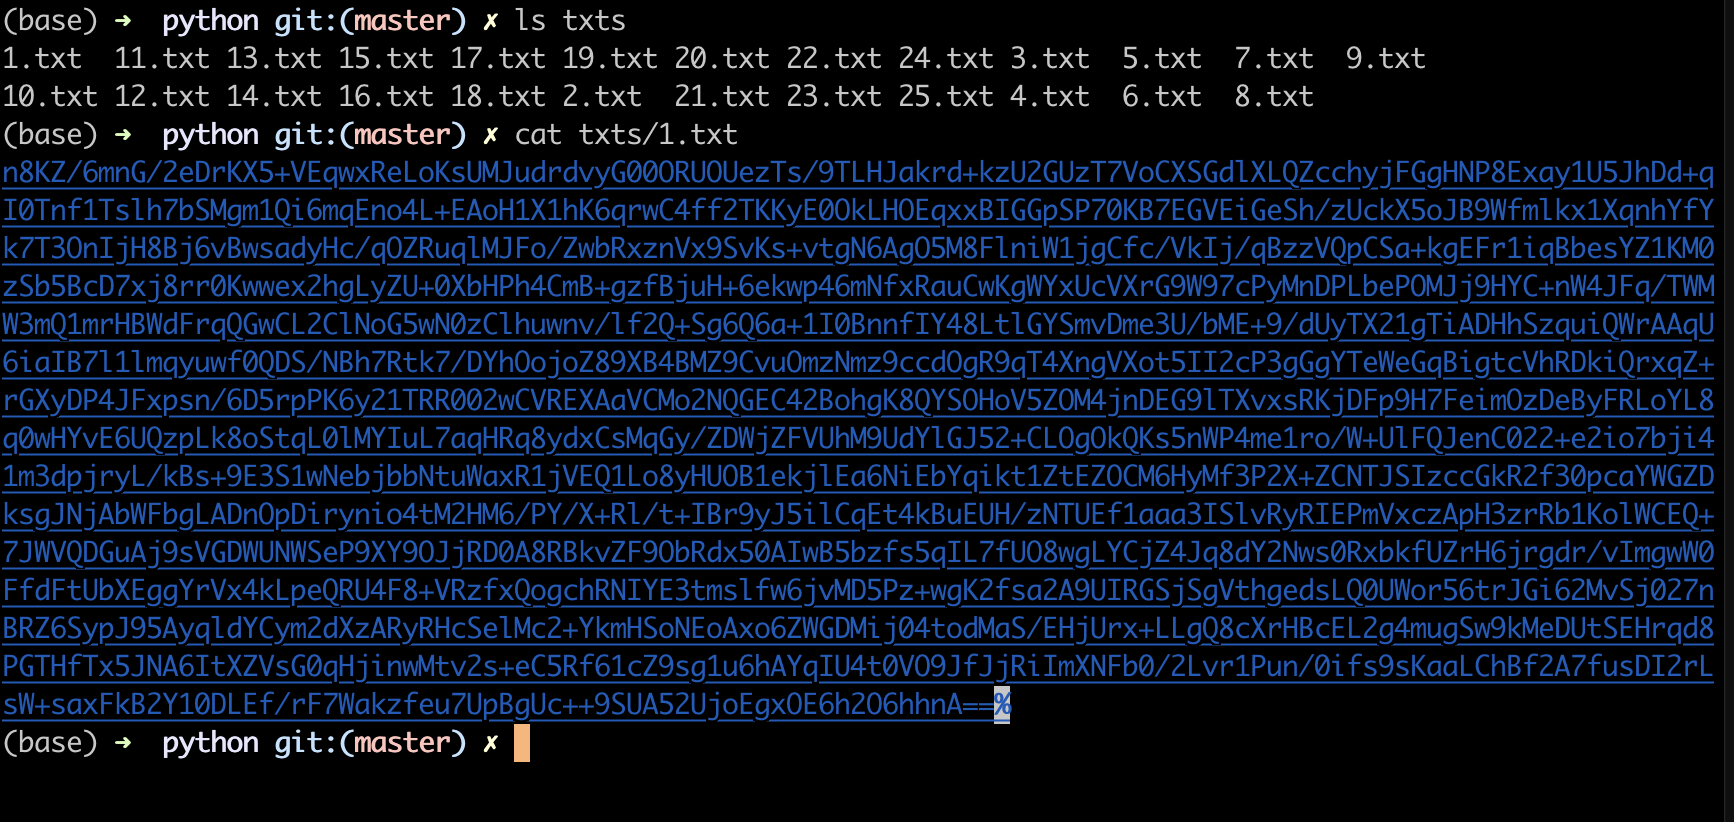 (base) ➜  python git:(master) ✗ ls txts
1.txt  11.txt 13.txt 15.txt 17.txt 19.txt 20.txt 22.txt 24.txt 3.txt  5.txt  7.txt  9.txt
10.txt 12.txt 14.txt 16.txt 18.txt 2.txt  21.txt 23.txt 25.txt 4.txt  6.txt  8.txt
(base) ➜  python git:(master) ✗ cat txts/1.txt
n8KZ/6mnG/2eDrKX5+VEqwxReLoKsUMJudrdvyG00ORUOUezTs/9TLHJakrd+kzU2GUzT7VoCXSGdlXLQZcchyjFGgHNP8Exay1U5JhDd+q
I0Tnf1Tslh7bSMgm1Qi6mqEno4L+EAoH1X1hK6qrwC4ff2TKKyE0OkLHOEqxxBIGGpSP70KB7EGVEiGeSh/zUckX5oJB9Wfmlkx1XqnhYfY
k7T3OnIjH8Bj6vBwsadyHc/qOZRuqlMJFo/ZwbRxznVx9SvKs+vtgN6AgO5M8FlniW1jgCfc/VkIj/qBzzVQpCSa+kgEFr1iqBbesYZ1KM0
zSb5BcD7xj8rr0Kwwex2hgLyZU+0XbHPh4CmB+gzfBjuH+6ekwp46mNfxRauCwKgWYxUcVXrG9W97cPyMnDPLbePOMJj9HYC+nW4JFq/TWM
W3mQ1mrHBWdFrqQGwCL2ClNoG5wN0zClhuwnv/lf2Q+Sg6Q6a+1I0BnnfIY48LtlGYSmvDme3U/bME+9/dUyTX21gTiADHhSzquiQWrAAqU
6iaIB7l1lmqyuwf0QDS/NBh7Rtk7/DYhOojoZ89XB4BMZ9CvuOmzNmz9ccdOgR9qT4XngVXot5II2cP3gGgYTeWeGqBigtcVhRDkiQrxqZ+
rGXyDP4JFxpsn/6D5rpPK6y21TRR002wCVREXAaVCMo2NQGEC42BohgK8QYSOHoV5ZOM4jnDEG9lTXvxsRKjDFp9H7FeimOzDeByFRLoYL8
q0wHYvE6UQzpLk8oStqL0lMYIuL7aqHRq8ydxCsMqGy/ZDWjZFVUhM9UdYlGJ52+CLOgOkQKs5nWP4me1ro/W+UlFQJenC022+e2io7bji4
1m3dpjryL/kBs+9E3S1wNebjbbNtuWaxR1jVEQ1Lo8yHUOB1ekjlEa6NiEbYqikt1ZtEZOCM6HyMf3P2X+ZCNTJSIzccGkR2f30pcaYWGZD
ksgJNjAbWFbgLADnOpDirynio4tM2HM6/PY/X+Rl/t+IBr9yJ5ilCqEt4kBuEUH/zNTUEf1aaa3ISlvRyRIEPmVxczApH3zrRb1KolWCEQ+
7JWVQDGuAj9sVGDWUNWSeP9XY9OJjRD0A8RBkvZF9ObRdx50AIwB5bzfs5qIL7fUO8wgLYCjZ4Jq8dY2Nws0RxbkfUZrH6jrgdr/vImgwW0
FfdFtUbXEggYrVx4kLpeQRU4F8+VRzfxQogchRNIYE3tmslfw6jvMD5Pz+wgK2fsa2A9UIRGSjSgVthgedsLQ0UWor56trJGi62MvSj027n
BRZ6SypJ95AyqldYCym2dXzARyRHcSelMc2+YkmHSoNEoAxo6ZWGDMij04todMaS/EHjUrx+LLgQ8cXrHBcEL2g4mugSw9kMeDUtSEHrqd8
PGTHfTx5JNA6ItXZVsG0qHjinwMtv2s+eC5Rf61cZ9sg1u6hAYqIU4t0VO9JfJjRiImXNFb0/2Lvr1Pun/0ifs9sKaaLChBf2A7fusDI2rL
sW+saxFkB2Y10DLEf/rF7Wakzfeu7UpBgUc++9SUA52UjoEgxOE6h2O6hhnA==%
(base) ➜  python git:(master) ✗